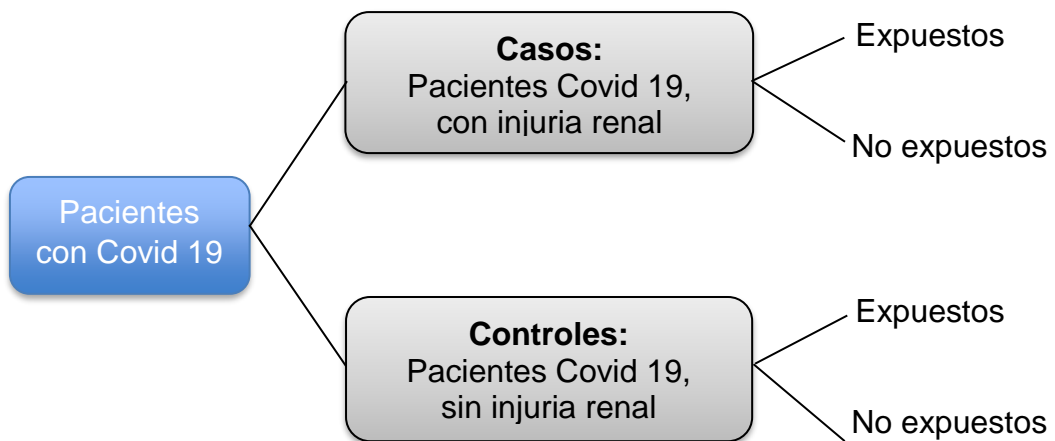 Casos:
Pacientes Covid 19,
con injuria renal
Expuestos
No expuestos
Pacientes
con Covid 19
Controles:
Pacientes Covid 19,
sin injuria renal
Expuestos
No expuestos